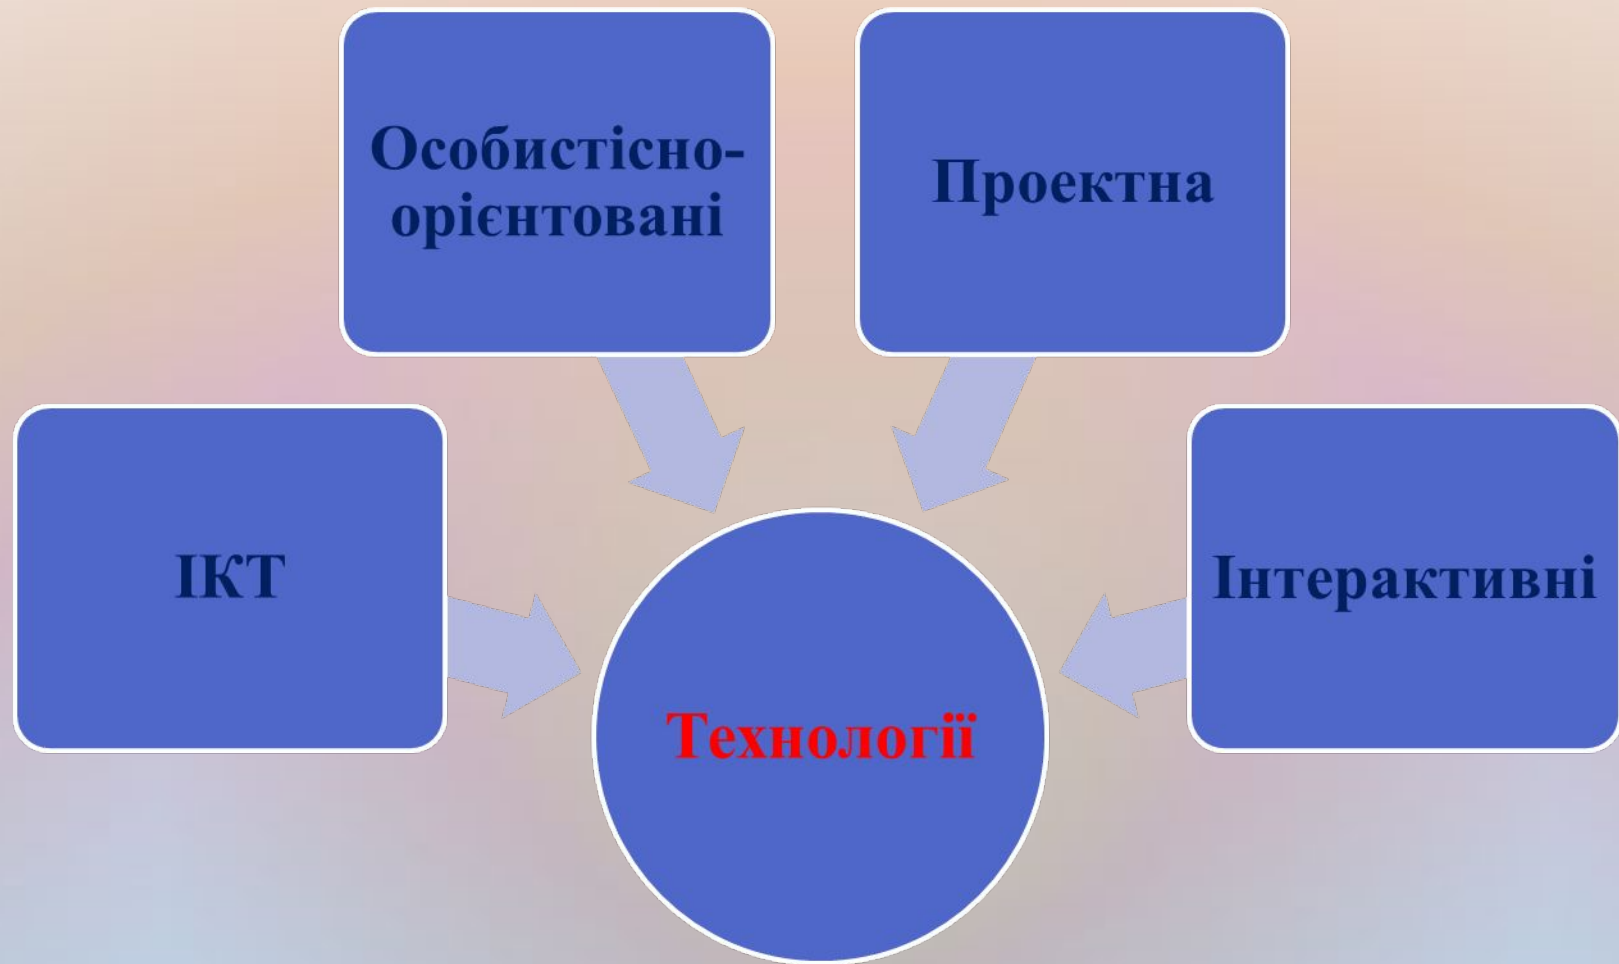 Особистісно-
орієнтовані
Проектна
ІКТ
Інтерактивні
Технології